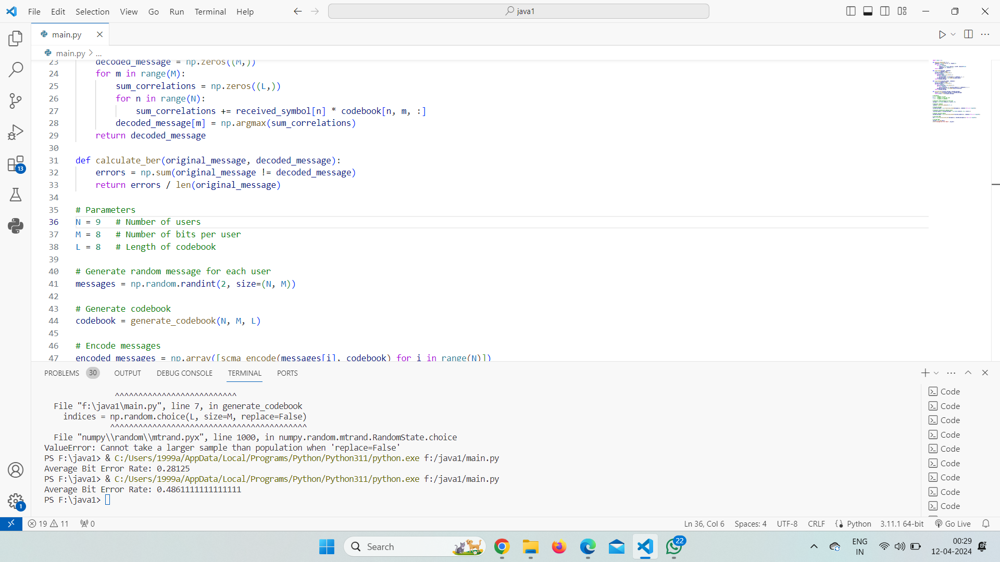 File Edit Selection View Go Run Terminal Help
java1
main.py
main.py > ...
23 decoded_message = np.zeros((M,))
24 for m in range(M):
25 sum_correlations = np.zeros((L,))
26 for n in range(N):
27 sum_correlations += received_symbol[n] * codebook[n, m, :]
28 decoded_message[m] = np.argmax(sum_correlations)
29 return decoded_message
30
31 def calculate_ber(original_message, decoded_message):
32 errors = np.sum(original_message != decoded_message)
33 return errors / len(original_message)
34
35 # Parameters
36 N = 9 # Number of users
37 M = 8 # Number of bits per user
38 L = 8 # Length of codebook
39
40 # Generate random message for each user
41 messages = np.random.randint(2, size=(N, M))
42
43 # Generate codebook
44 codebook = generate_codebook(N, M, L)
45
46 # Encode messages
47 encoded_messages = np.array([scma_encode(messages[i], codebook) for i in range(N)])
PROBLEMS 30 OUTPUT DEBUG CONSOLE TERMINAL PORTS
^^^^^^^^^^^^^^^^^^^^^^^^^^
File "f:\java1\main.py", line 7, in generate_codebook
indices = np.random.choice(L, size=M, replace=False)
^^^^^^^^^^^^^^^^^^^^^^^^^^^^^^^^^^^^^^^^^^
File "numpy\\random\\mtrand.pyx", line 1000, in numpy.random.mtrand.RandomState.choice
ValueError: Cannot take a larger sample than population when 'replace=False'
PS F:\java1> & C:/Users/1999a/AppData/Local/Programs/Python/Python311/python.exe f:/java1/main.py
Average Bit Error Rate: 0.28125
PS F:\java1> & C:/Users/1999a/AppData/Local/Programs/Python/Python311/python.exe f:/java1/main.py
Average Bit Error Rate: 0.4861111111111111
PS F:\java1>
Code
Code
Code
Code
Code
Code
Code
Code
Code
13
1
19 11 0
Ln 36, Col 6 Spaces: 4 UTF-8 CRLF Python 3.11.1 64-bit Go Live
Search
22
ENG
IN
00:29
12-04-2024